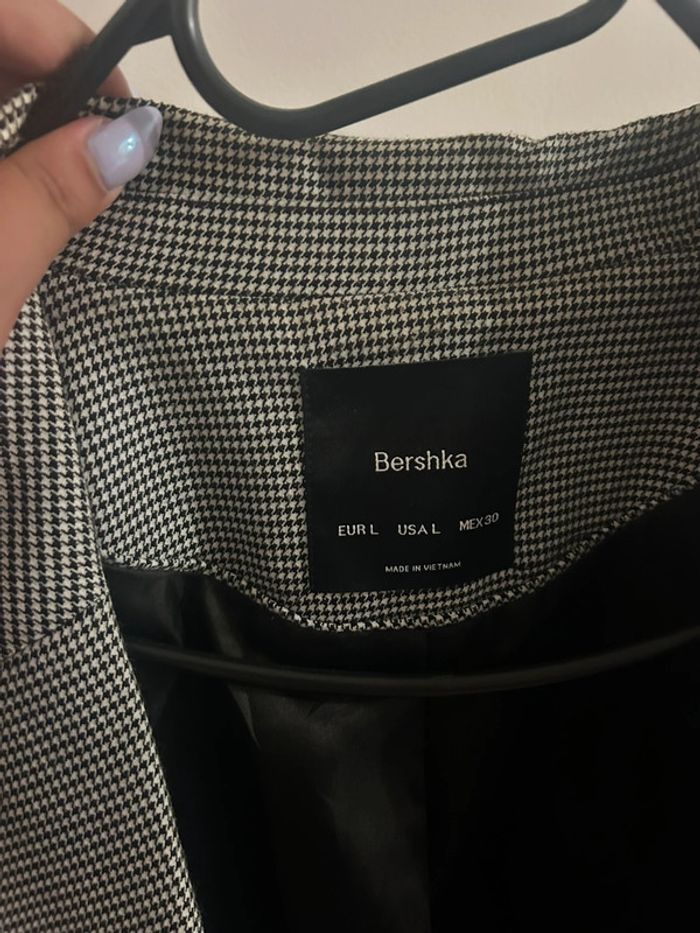 Bershka
EUR L USA L MEX 30
MADE IN VIETNAM